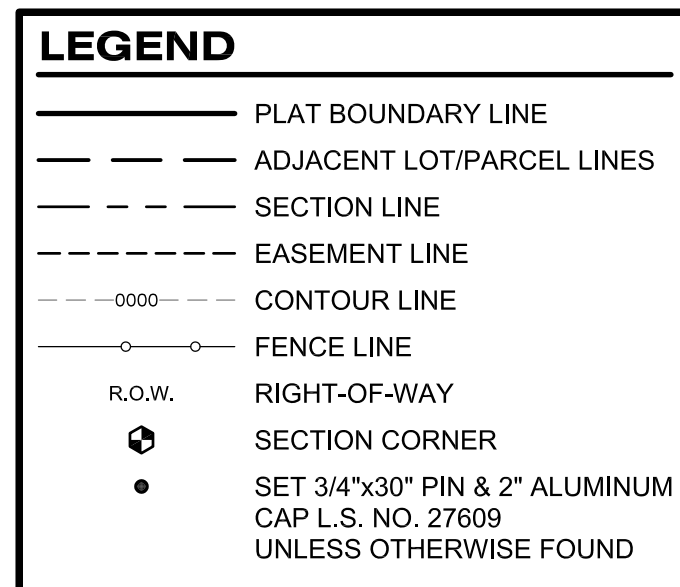 LEGEND
PLAT BOUNDARY LINE
ADJACENT LOT/PARCEL LINES
SECTION LINE
EASEMENT LINE
0000 CONTOUR LINE
FENCE LINE
R.O.W. RIGHT-OF-WAY
SECTION CORNER
SET 3/4"x30" PIN & 2" ALUMINUM
CAP L.S. NO. 27609
UNLESS OTHERWISE FOUND